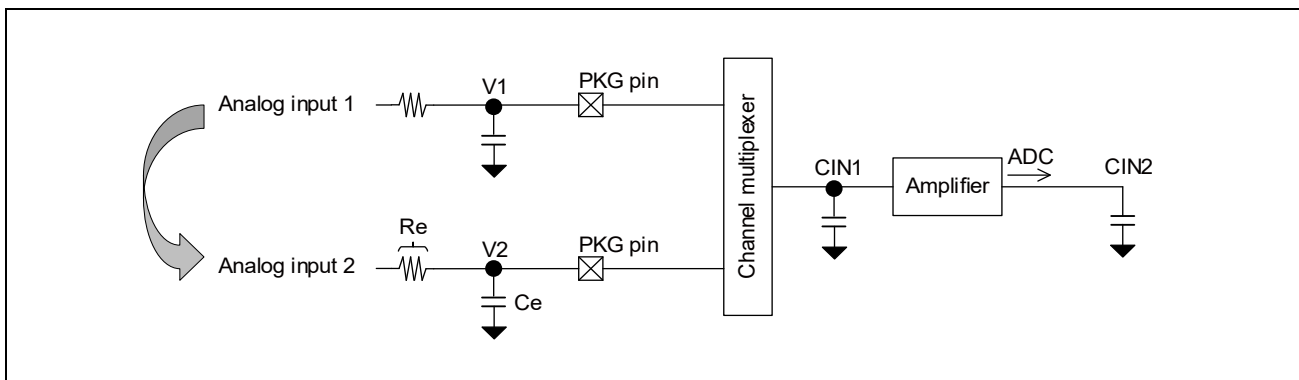 Analog input 1
V1
PKG pin
Channel multiplexer
CIN1
Amplifier
ADC
CIN2
Re
Analog input 2
V2
PKG pin
Ce